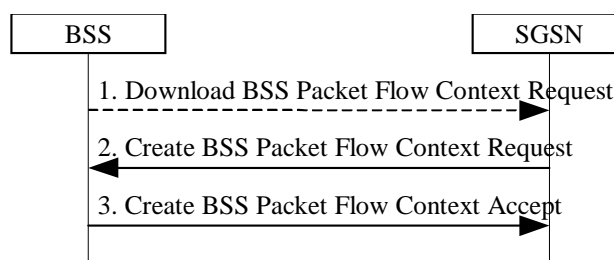 BSS
SGSN
1. Download BSS Packet Flow Context Request
2. Create BSS Packet Flow Context Request
3. Create BSS Packet Flow Context Accept